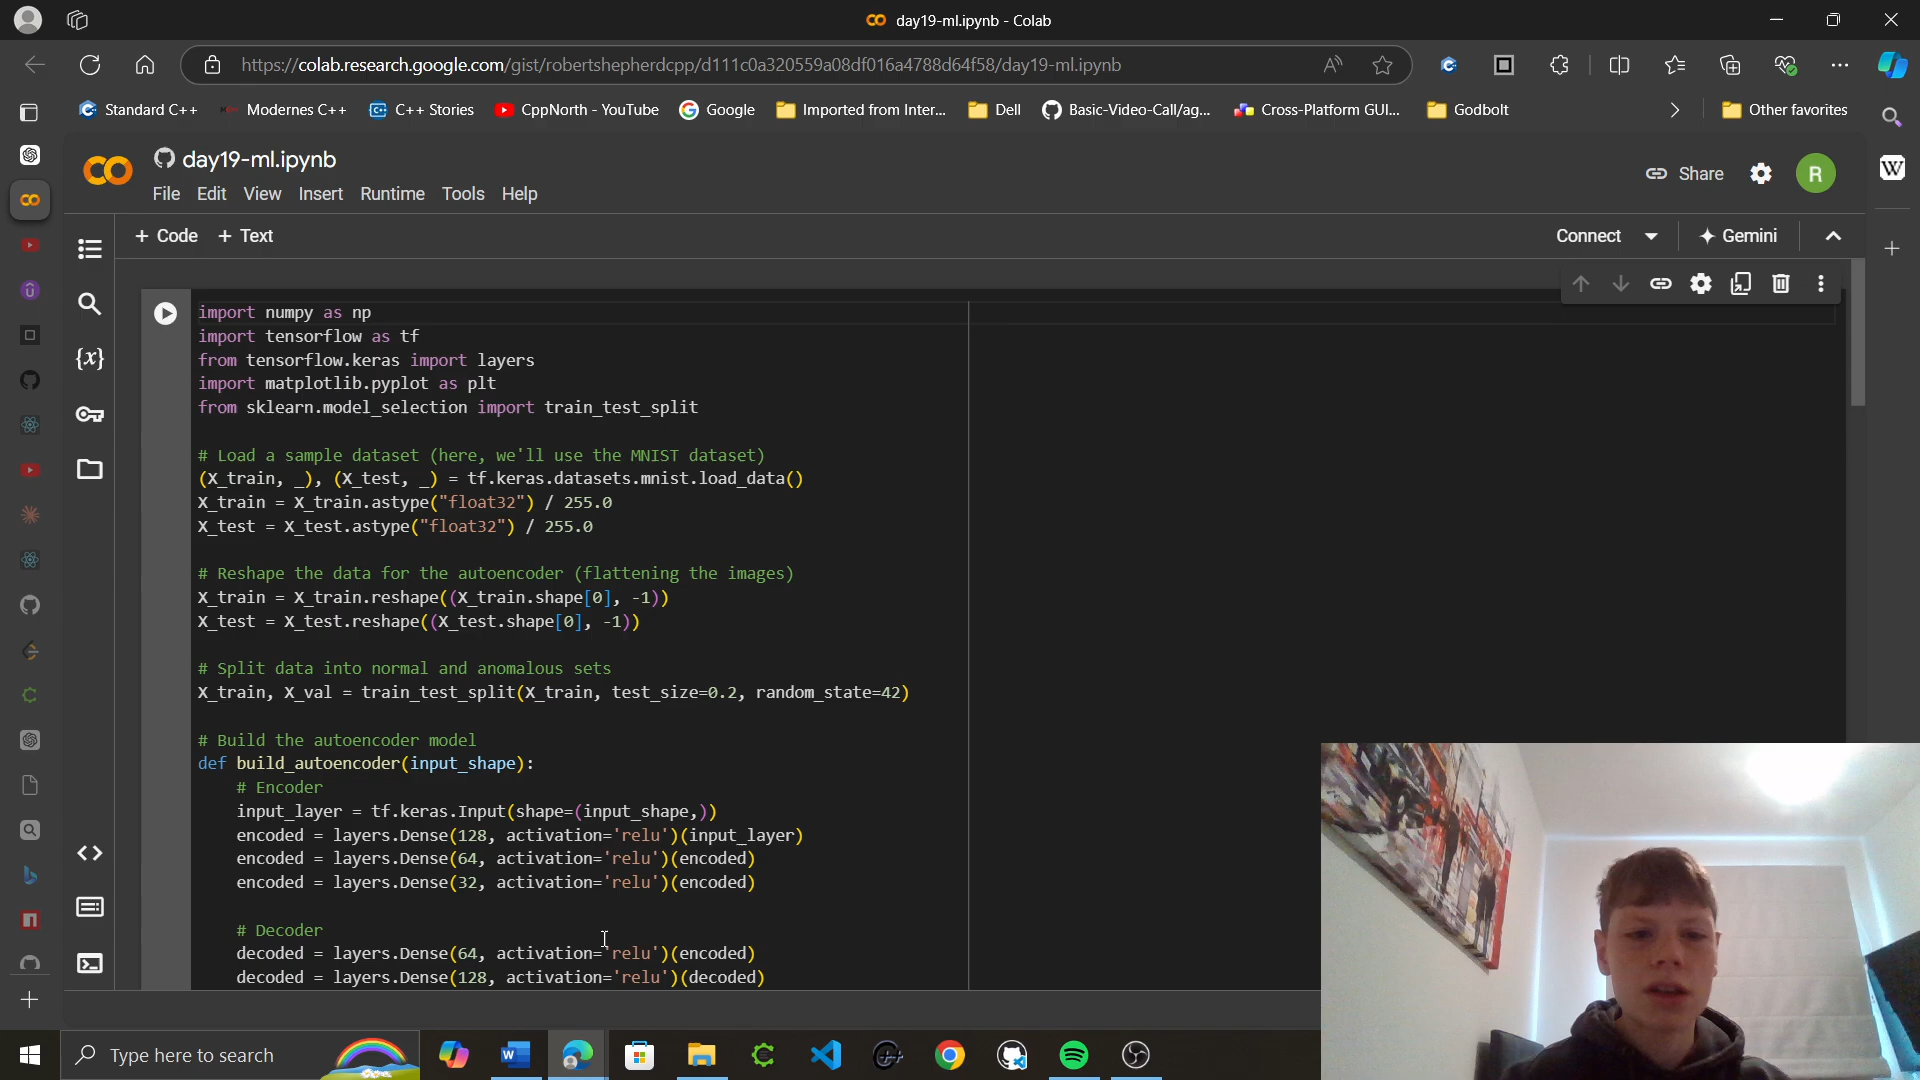 day19-ml.ipynb - Colab
https://colab.research.google.com/gist/robertshepherdcpp/d111c0a320559a08df016a4788d64f58/day19-ml.ipynb
Standard C++
Modernes C++
C++ Stories
CppNorth - YouTube
Google
Imported from Inter...
Dell
Basic-Video-Call/ag...
Cross-Platform GUI...
Godbolt
Other favorites
day19-ml.ipynb
File Edit View Insert Runtime Tools Help
Share
R
W
+ Code + Text
Connect
Gemini
import numpy as np
import tensorflow as tf
from tensorflow.keras import layers
import matplotlib.pyplot as plt
from sklearn.model_selection import train_test_split
# Load a sample dataset (here, we'll use the MNIST dataset)
(X_train, _), (X_test, _) = tf.keras.datasets.mnist.load_data()
X_train = X_train.astype("float32") / 255.0
X_test = X_test.astype("float32") / 255.0
# Reshape the data for the autoencoder (flattening the images)
X_train = X_train.reshape((X_train.shape[0], -1))
X_test = X_test.reshape((X_test.shape[0], -1))
# Split data into normal and anomalous sets
X_train, X_val = train_test_split(X_train, test_size=0.2, random_state=42)
# Build the autoencoder model
def build_autoencoder(input_shape):
# Encoder
input_layer = tf.keras.Input(shape=(input_shape,))
encoded = layers.Dense(128, activation='relu')(input_layer)
encoded = layers.Dense(64, activation='relu')(encoded)
encoded = layers.Dense(32, activation='relu')(encoded)
# Decoder
decoded = layers.Dense(64, activation='relu')(encoded)
decoded = layers.Dense(128, activation='relu')(decoded)
Type here to search